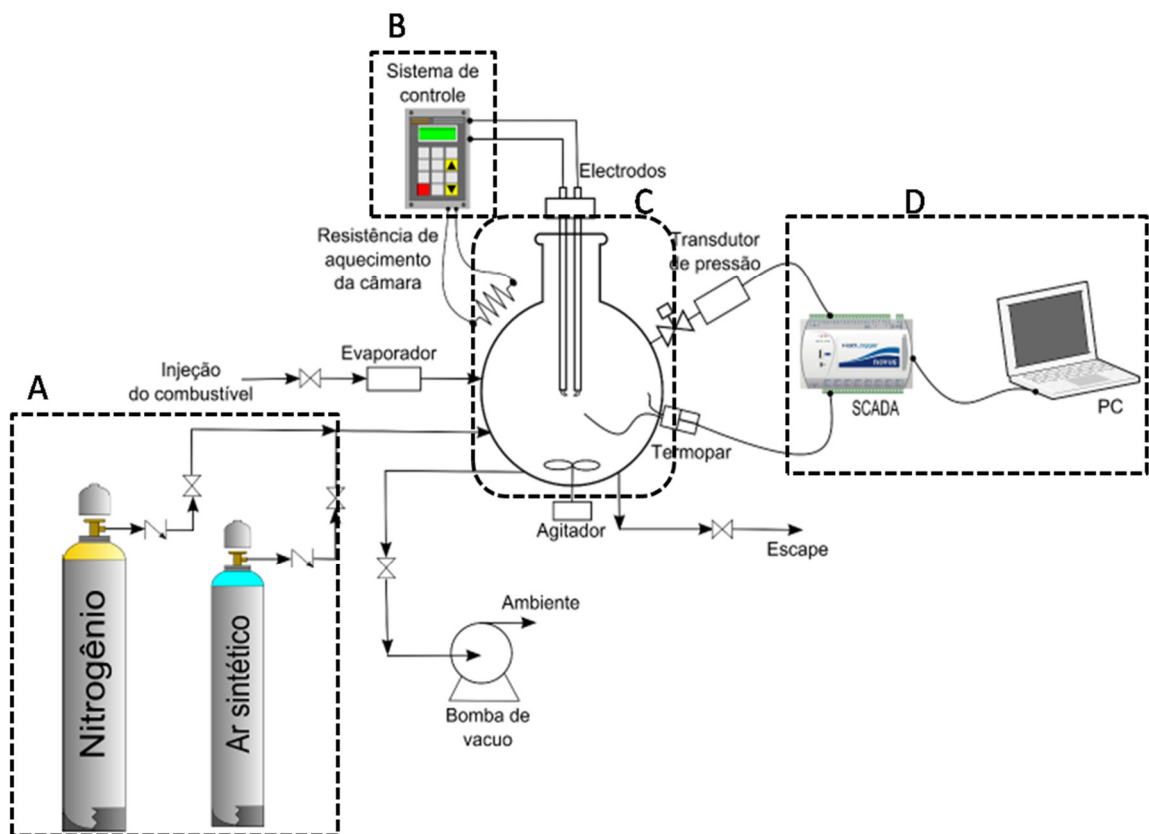 B
Sistema de
controle
Electrodos
C
D
Resistência de
aquecimento
da câmara
Transdutor
de pressão
Evaporador
Injeção
do combustível
A
SCADA
PC
Termopar
Agitador
Escape
Nitrogênio
Ar sintético
Ambiente
Bomba de
vacuo
novus